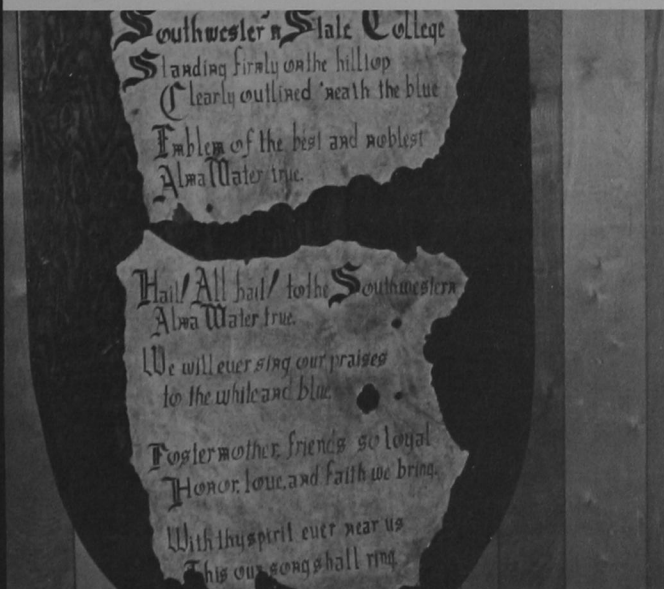 Southwestern State College
Standing firmly on the hilltop
Clearly outlined 'neath the blue
Emblem of the best and noblest
Alma Mater true.
Hail! All hail! to the Southwestern
Alma Mater true.
We will ever sing our praises
to the white and blue.
Foster mother, friends so loyal
Honor, love, and faith we bring.
With thy spirit ever near us
This our song shall ring